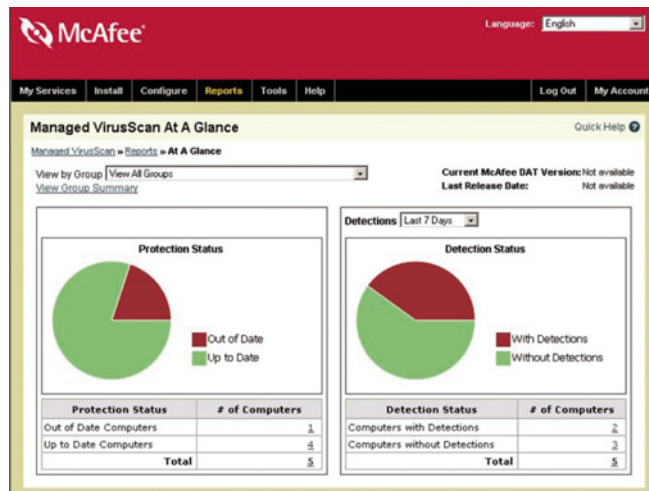 McAfee®
Language: English
My Services Install Configure Reports Tools Help Log Out My Account
Managed VirusScan At A Glance
Quick Help ?
Managed VirusScan » Reports » At A Glance
View by Group View All Groups
View Group Summary
Current McAfee DAT Version: Not available
Last Release Date: Not available
Protection Status
Out of Date
Up to Date
Protection Status # of Computers
Out of Date Computers 1
Up to Date Computers 4
Total 5
Detections Last 7 Days
Detection Status
With Detections
Without Detections
Detection Status # of Computers
Computers with Detections 2
Computers without Detections 3
Total 5